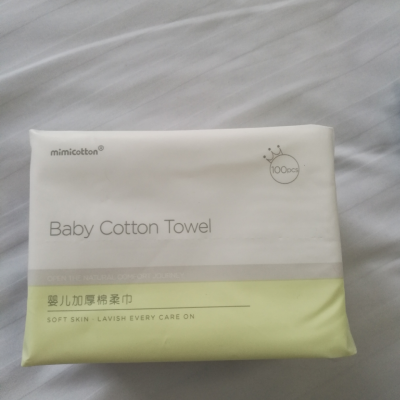 mimicotton®
100pcs
Baby Cotton Towel
婴儿加厚棉柔巾
SOFT SKIN · LAVISH EVERY CARE ON